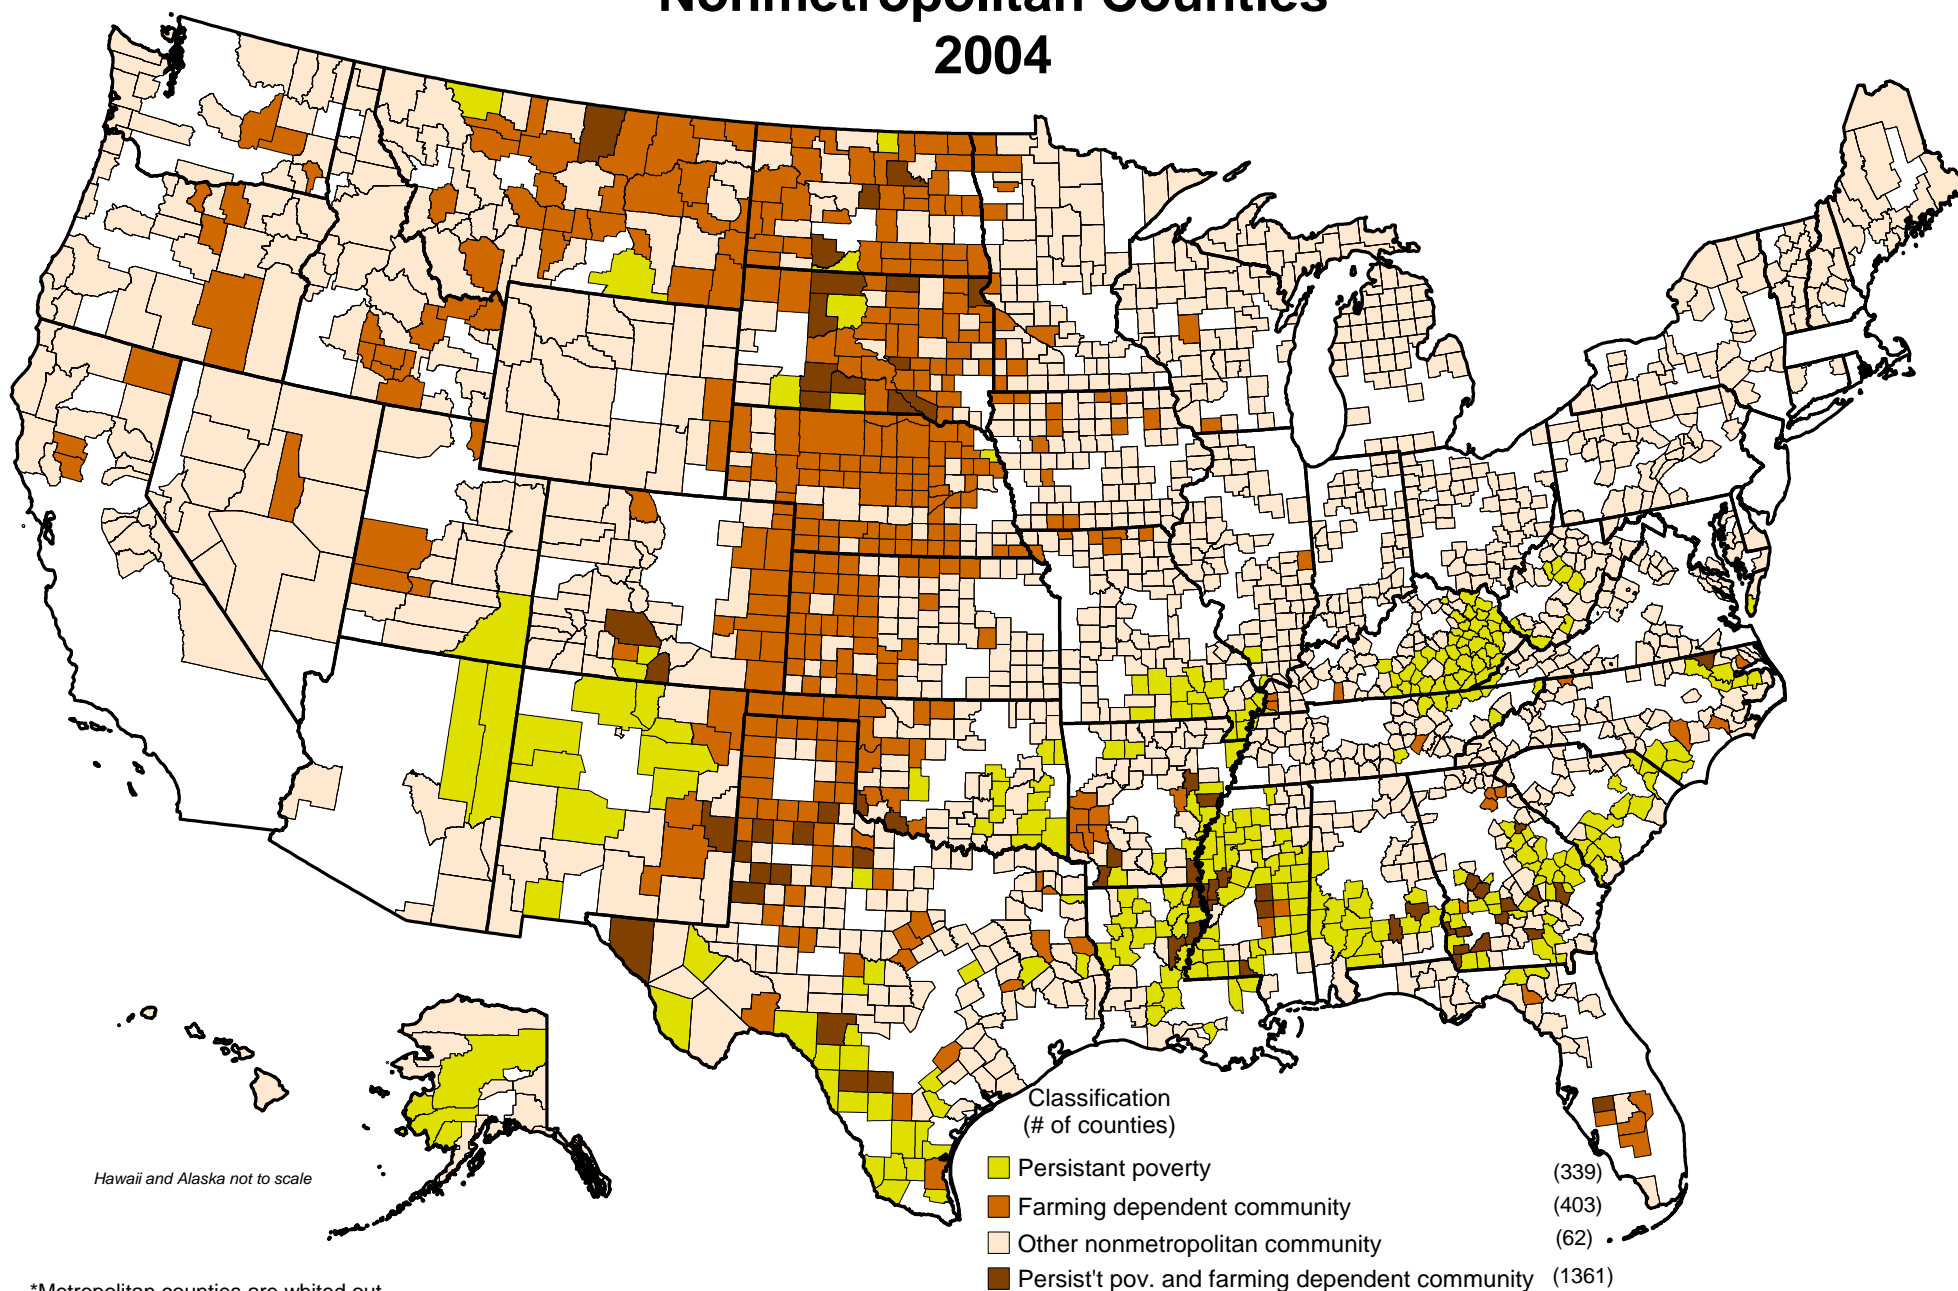 Nonmetropolitan Counties
2004
Classification
(# of counties)
Persistant poverty (339)
Farming dependent community (403)
Other nonmetropolitan community (62)
Persist't pov. and farming dependent community (1361)
Hawaii and Alaska not to scale
*Metropolitan counties are whited out